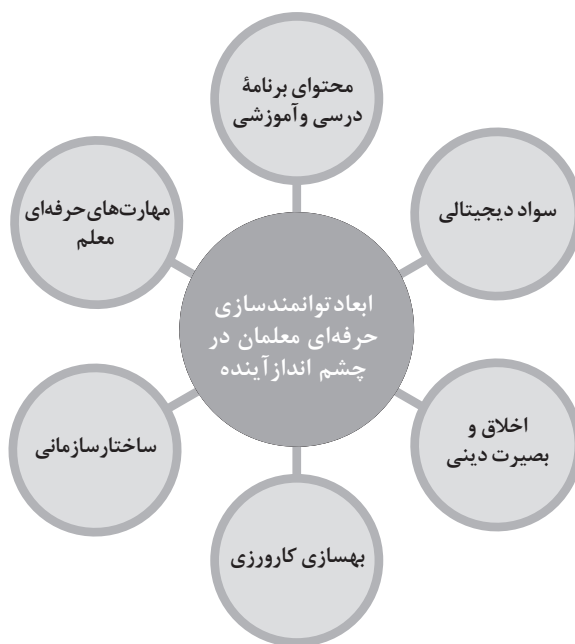 محتوای برنامهٔ
درسی و آموزشی
سواد دیجیتالی
مهارت‌های حرفه‌ای
معلم
ابعاد توانمندسازی
حرفه‌ای معلمان در
چشم انداز آینده
اخلاق و
بصیرت دینی
ساختار سازمانی
بهسازی کارورزی